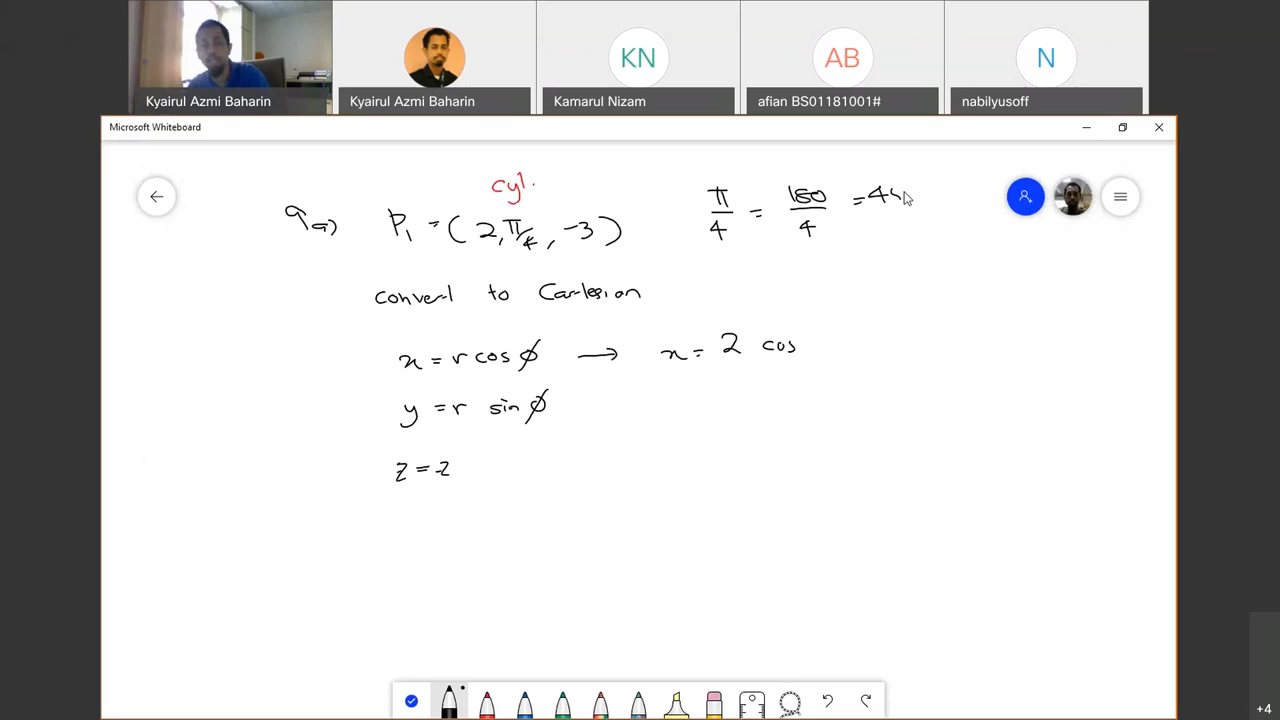 KN
AB
N
Kyairul Azmi Baharin
Kyairul Azmi Baharin
Kamarul Nizam
afian BS01181001#
nabilyusoff
Microsoft Whiteboard
cyl.
9a) P₁ = (2, π/4, -3)
π/4 = 180/4 = 45
convert to Cartesian
x = r cos ϕ → x = 2 cos
y = r sin ϕ
z = z
+4